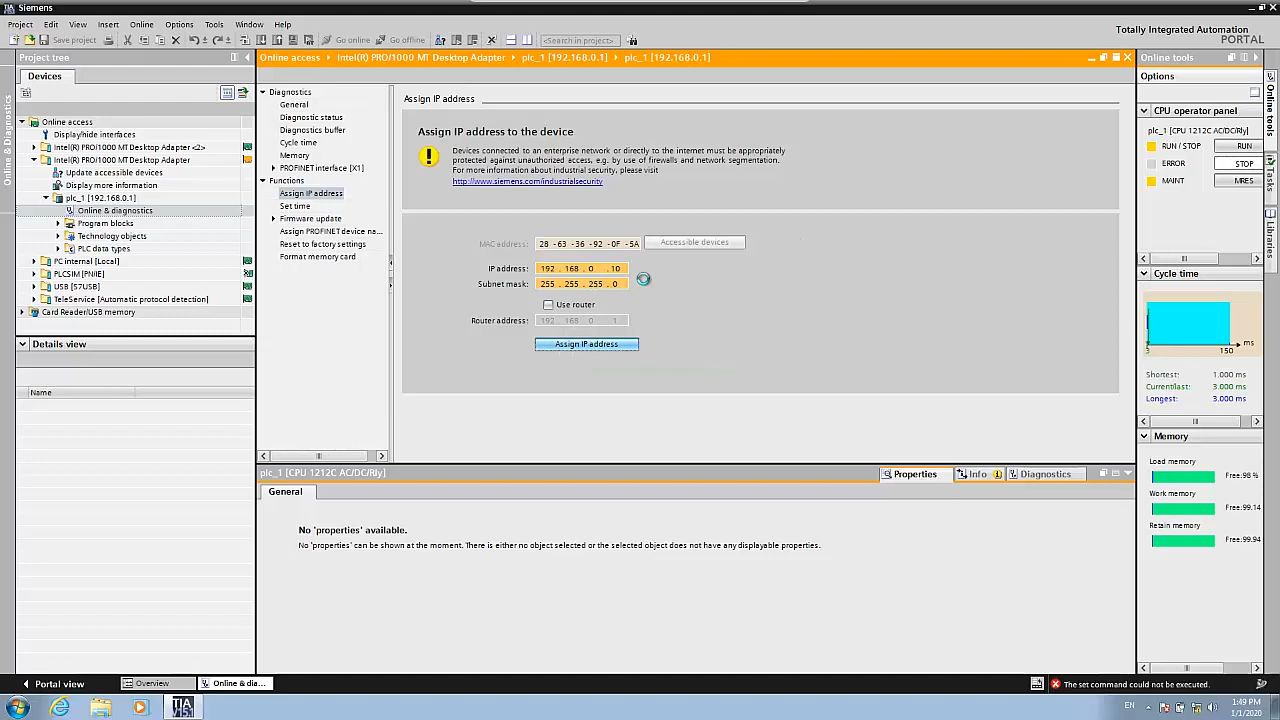 Siemens
Project Edit View Insert Online Options Tools Window Help
Save project
Go online
Go offline
<Search in project>
Totally Integrated Automation
PORTAL
Project tree
Devices
Online access
Display/hide interfaces
Intel(R) PRO/1000 MT Desktop Adapter <2>
Intel(R) PRO/1000 MT Desktop Adapter
Update accessible devices
Display more information
plc_1 [192.168.0.1]
Online & diagnostics
Program blocks
Technology objects
PLC data types
PC internal [Local]
PLCSIM [PN/IE]
USB [S7USB]
TeleService [Automatic protocol detection]
Card Reader/USB memory
Details view
Name
Online & Diagnostics
Online access
Intel(R) PRO/1000 MT Desktop Adapter
plc_1 [192.168.0.1]
plc_1 [192.168.0.1]
Diagnostics
General
Diagnostic status
Diagnostics buffer
Cycle time
Memory
PROFINET interface [X1]
Functions
Assign IP address
Set time
Firmware update
Assign PROFINET device na...
Reset to factory settings
Format memory card
Assign IP address
Assign IP address to the device
Devices connected to an enterprise network or directly to the internet must be appropriately
protected against unauthorized access, e.g. by use of firewalls and network segmentation.
For more information about industrial security, please visit
http://www.siemens.com/industrialsecurity
MAC address: 28 -63 -36 -92 -0F -5A
Accessible devices
IP address: 192 . 168 . 0 . 10
Subnet mask: 255 . 255 . 255 . 0
Use router
Router address: 192 168 0 1
Assign IP address
plc_1 [CPU 1212C AC/DC/Rly]
Properties
Info
Diagnostics
General
No 'properties' available.
No 'properties' can be shown at the moment. There is either no object selected or the selected object does not have any displayable properties.
Online tools
Options
CPU operator panel
plc_1 [CPU 1212C AC/DC/Rly]
RUN / STOP RUN
ERROR STOP
MAINT MRES
Cycle time
ms
150
Shortest: 1.000 ms
Current/last: 3.000 ms
Longest: 3.000 ms
Memory
Load memory
Free:98 %
Work memory
Free:99.14
Retain memory
Free:99.94
Online tools
Tasks
Libraries
Portal view
Overview
Online & dia...
The set command could not be executed.
TIA
V15.1
EN
1:49 PM
1/1/2020